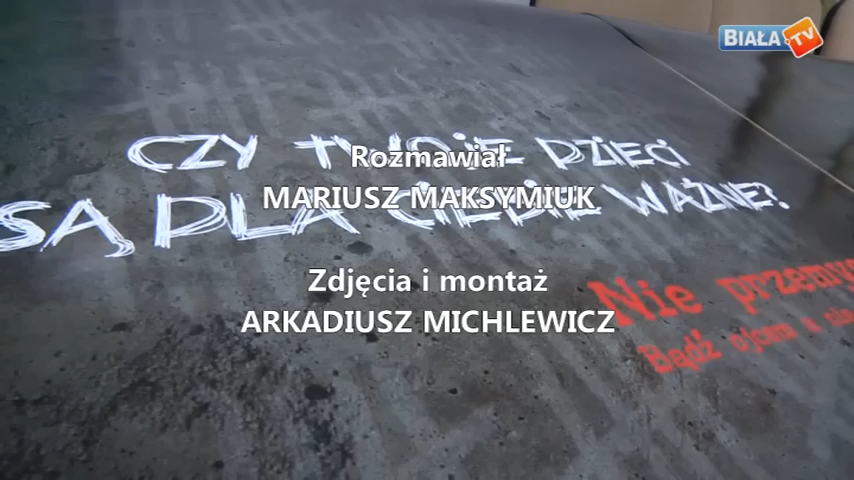 BIAŁA.TV
CZY TWOJE DZIECI
SĄ DLA CIEBIE WAŻNE?
Rozmawiał
MARIUSZ MAKSYMIUK
Zdjęcia i montaż
ARKADIUSZ MICHLEWICZ
Nie
Bądź ojcem a nie